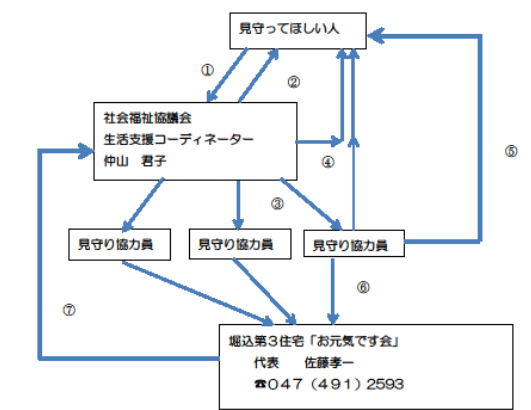 見守ってほしい人
①
②
社会福祉協議会
生活支援コーディネーター
仲山　君子
④
⑤
③
見守り協力員
見守り協力員
見守り協力員
⑥
⑦
堀込第３住宅「お元気です会」
代表　　佐藤孝一
☎０４７（４９１）２５９３